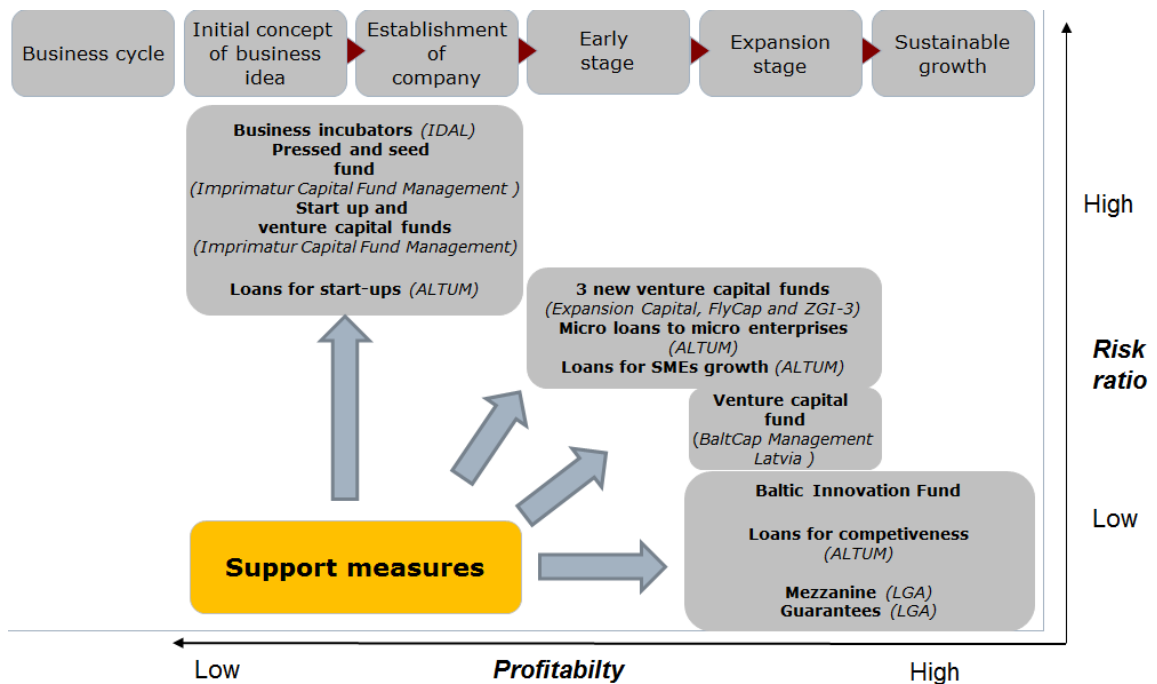 Business cycle
Initial concept
of business
idea
Establishment
of
company
Early
stage
Expansion
stage
Sustainable
growth
Business incubators (IDAL)
Pressed and seed
fund
(Imprimatur Capital Fund Management )
Start up and
venture capital funds
(Imprimatur Capital Fund Management)
Loans for start-ups (ALTUM)
High
3 new venture capital funds
(Expansion Capital, FlyCap and ZGI-3)
Micro loans to micro enterprises
(ALTUM)
Loans for SMEs growth (ALTUM)
Risk
ratio
Venture capital
fund
(BaltCap Management
Latvia )
Baltic Innovation Fund
Loans for competiveness
(ALTUM)
Mezzanine (LGA)
Guarantees (LGA)
Low
Support measures
Low
Profitabilty
High